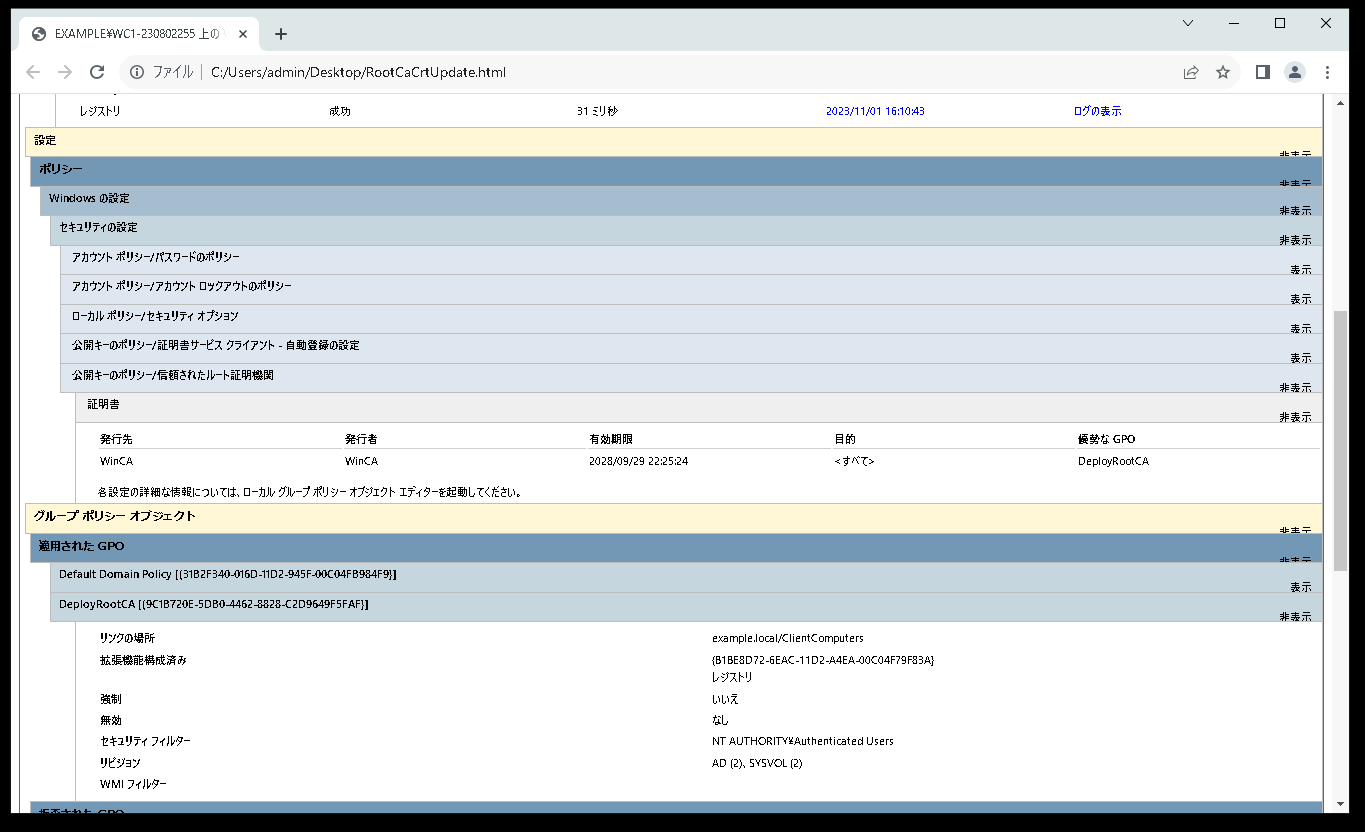 EXAMPLE¥WC1-230802255 上の
ファイル C:/Users/admin/Desktop/RootCaCrtUpdate.html
レジストリ 成功 31 ミリ秒 2023/11/01 16:10:43 ログの表示
設定 非表示
ポリシー 非表示
Windows の設定 非表示
セキュリティの設定 非表示
アカウント ポリシー/パスワードのポリシー 表示
アカウント ポリシー/アカウント ロックアウトのポリシー 表示
ローカル ポリシー/セキュリティ オプション 表示
公開キーのポリシー/証明書サービス クライアント - 自動登録の設定 表示
公開キーのポリシー/信頼されたルート証明機関 非表示
証明書 非表示
発行先 発行者 有効期限 目的 優勢な GPO
WinCA WinCA 2028/09/29 22:25:24 <すべて> DeployRootCA
各設定の詳細な情報については、ローカル グループ ポリシー オブジェクト エディターを起動してください。
グループ ポリシー オブジェクト 非表示
適用された GPO 非表示
Default Domain Policy [{31B2F340-016D-11D2-945F-00C04FB984F9}] 表示
DeployRootCA [{9C1B720E-5DB0-4462-8828-C2D9649F5FAF}] 非表示
リンクの場所 example.local/ClientComputers
拡張機能構成済み {B1BE8D72-6EAC-11D2-A4EA-00C04F79F83A}
レジストリ
強制 いいえ
無効 なし
セキュリティ フィルター NT AUTHORITY¥Authenticated Users
リビジョン AD (2)、SYSVOL (2)
WMI フィルター
拒否された GPO